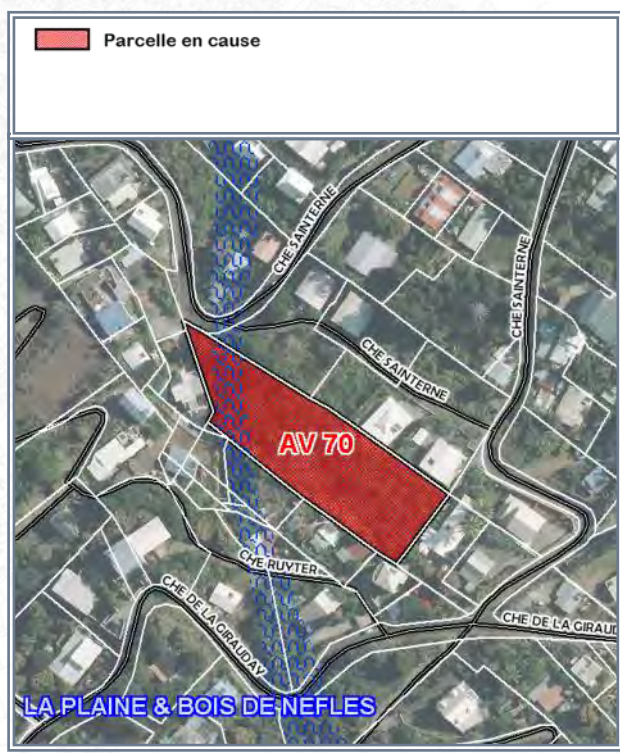 Parcelle en cause
CHE SAINTERNE
CHE SAINTERNE
CHE SAINTERNE
AV 70
CHE RUYTER
CHE DE LA GIRAUDAY
CHE DE LA GIRAUD
LA PLAINE & BOIS DE NEFLES